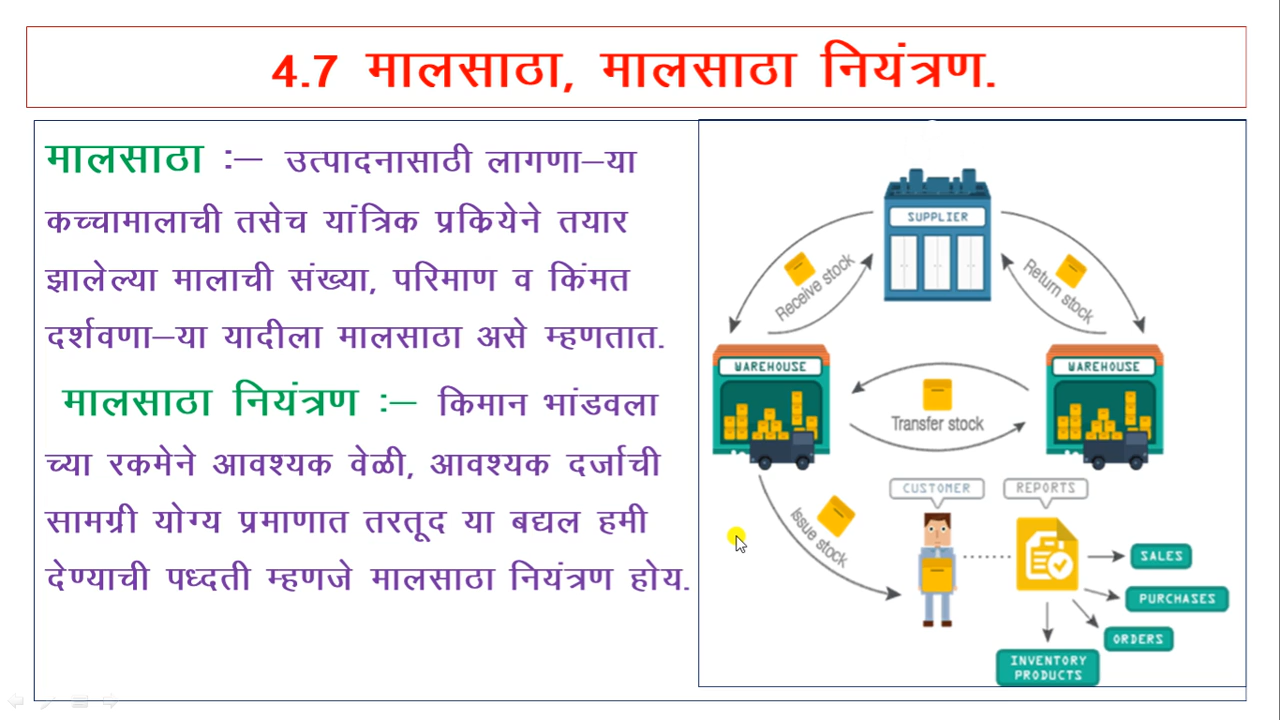 4.7 मालसाठा, मालसाठा नियंत्रण.
मालसाठा :– उत्पादनासाठी लागणा–या
कच्चामालाची तसेच यांत्रिक प्रक्रियेने तयार
झालेल्या मालाची संख्या, परिमाण व किंमत
दर्शवणा–या यादीला मालसाठा असे म्हणतात.
मालसाठा नियंत्रण :– किमान भांडवला
च्या रकमेने आवश्यक वेळी, आवश्यक दर्जाची
सामग्री योग्य प्रमाणात तरतूद या बद्यल हमी
देण्याची पध्दती म्हणजे मालसाठा नियंत्रण होय.
SUPPLIER
Receive stock
Return stock
WAREHOUSE
WAREHOUSE
Transfer stock
CUSTOMER
REPORTS
Issue stock
SALES
PURCHASES
ORDERS
INVENTORY
PRODUCTS